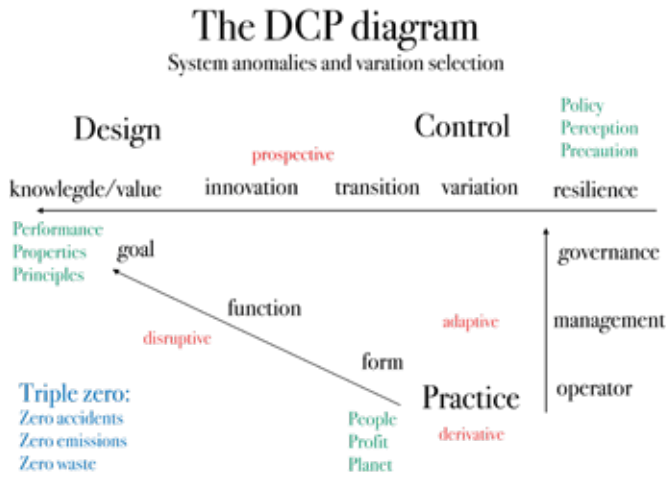 The DCP diagram
System anomalies and varation selection
Design
Control
Policy
Perception
Precaution
prospective
knowlegde/value innovation transition variation resilience
Performance
Properties
Principles
goal
governance
function
disruptive
adaptive
management
form
Practice
operator
derivative
People
Profit
Planet
Triple zero:
Zero accidents
Zero emissions
Zero waste